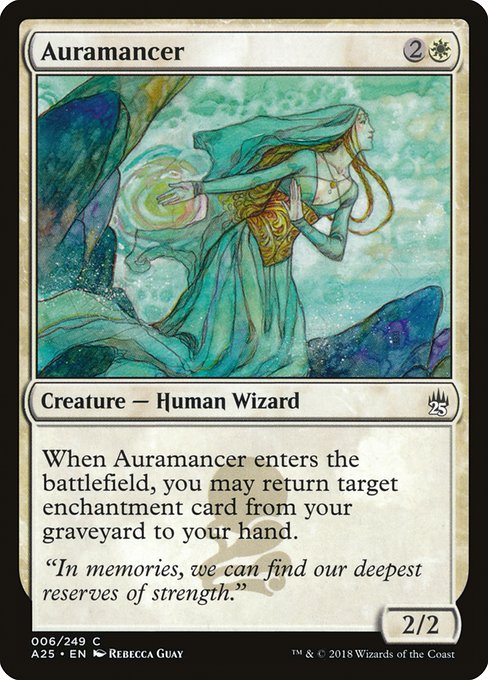 Auramancer 2
Creature — Human Wizard
25
When Auramancer enters the
battlefield, you may return target
enchantment card from your
graveyard to your hand.
“In memories, we can find our deepest
reserves of strength.”
2/2
006/249 C
A25 • EN Rebecca Guay
™ & © 2018 Wizards of the Coast